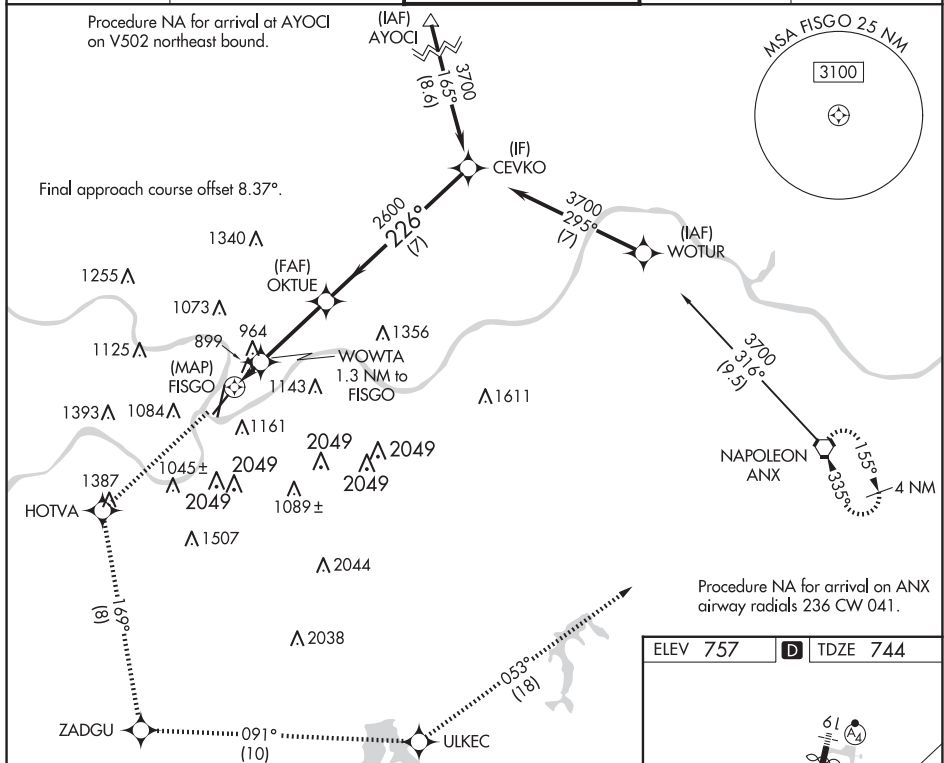 Procedure NA for arrival at AYOCI
on V502 northeast bound.
(IAF)
AYOCI
3700
165°
(8.6)
MSA FISGO 25 NM
3100
(IF)
CEVKO
Final approach course offset 8.37°.
2600
226°
(7)
3700
295°
(7)
(IAF)
WOTUR
1340
1255
(FAF)
OKTUE
1073
964
899
1125
1356
WOWTA
1.3 NM to
FISGO
(MAP)
FISGO
1143
3700
316°
(9.5)
1611
1393
1084
1161
2049
2049
2049
NAPOLEON
ANX
155°
335°
4 NM
1045±
2049
2049
1089±
1387
HOTVA
1507
2044
169°
(8)
Procedure NA for arrival on ANX
airway radials 236 CW 041.
2038
053°
(18)
ELEV 757 D TDZE 744
19
A4
ZADGU
091°
(10)
ULKEC